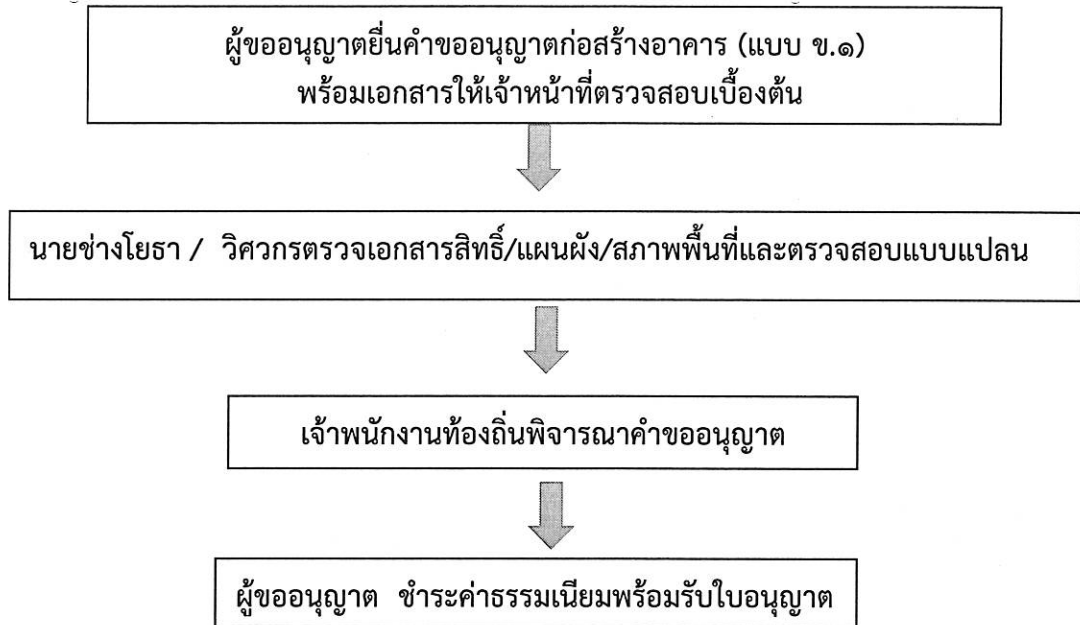 ผู้ขออนุญาตยื่นคำขออนุญาตก่อสร้างอาคาร (แบบ ข.๑)
พร้อมเอกสารให้เจ้าหน้าที่ตรวจสอบเบื้องต้น
นายช่างโยธา / วิศวกรตรวจเอกสารสิทธิ์/แผนผัง/สภาพพื้นที่และตรวจสอบแบบแปลน
เจ้าพนักงานท้องถิ่นพิจารณาคำขออนุญาต
ผู้ขออนุญาต ชำระค่าธรรมเนียมพร้อมรับใบอนุญาต